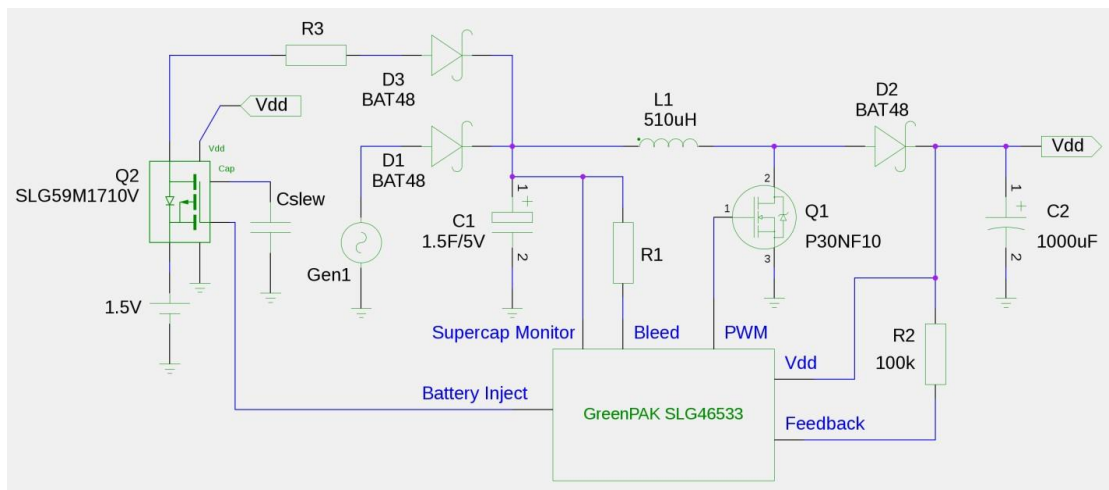 R3
D3
BAT48
Vdd
Vdd
Cap
Q2
SLG59M1710V
Cslew
1.5V
D1
BAT48
Gen1
1
C1
1.5F/5V
2
R1
L1
510uH
2
1
Q1
P30NF10
3
D2
BAT48
Vdd
1
C2
1000uF
2
Supercap Monitor
Bleed
PWM
Vdd
R2
100k
Battery Inject
GreenPAK SLG46533
Feedback